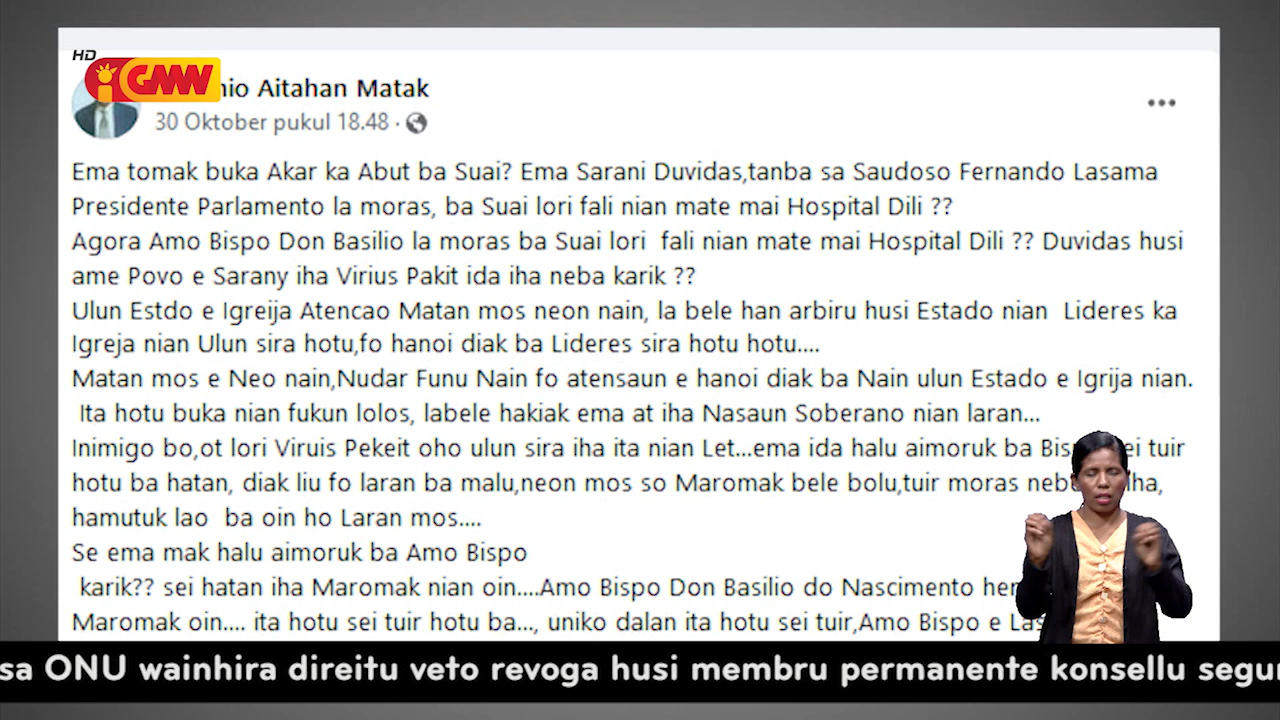 HD
GMN
nio Aitahan Matak
30 Oktober pukul 18.48 ·
Ema tomak buka Akar ka Abut ba Suai? Ema Sarani Duvidas,tanba sa Saudoso Fernando Lasama
Presidente Parlamento la moras, ba Suai lori fali nian mate mai Hospital Dili ??
Agora Amo Bispo Don Basilio la moras ba Suai lori fali nian mate mai Hospital Dili ?? Duvidas husi
ame Povo e Sarany iha Virius Pakit ida iha neba karik ??
Ulun Estdo e Igreija Atencao Matan mos neon nain, la bele han arbiru husi Estado nian Lideres ka
Igreja nian Ulun sira hotu,fo hanoi diak ba Lideres sira hotu hotu....
Matan mos e Neo nain,Nudar Funu Nain fo atensaun e hanoi diak ba Nain ulun Estado e Igrija nian.
Ita hotu buka nian fukun lolos, labele hakiak ema at iha Nasaun Soberano nian laran...
Inimigo bo,ot lori Viruis Pekeit oho ulun sira iha ita nian Let...ema ida halu aimoruk ba Bis ei tuir
hotu ba hatan, diak liu fo laran ba malu,neon mos so Maromak bele bolu,tuir moras neb iha,
hamutuk lao ba oin ho Laran mos....
Se ema mak halu aimoruk ba Amo Bispo
karik?? sei hatan iha Maromak nian oin....Amo Bispo Don Basilio do Nascimento her
Maromak oin.... ita hotu sei tuir hotu ba..., uniko dalan ita hotu sei tuir,Amo Bispo e Las
sa ONU wainhira direitu veto revoga husi membru permanente konsellu segur